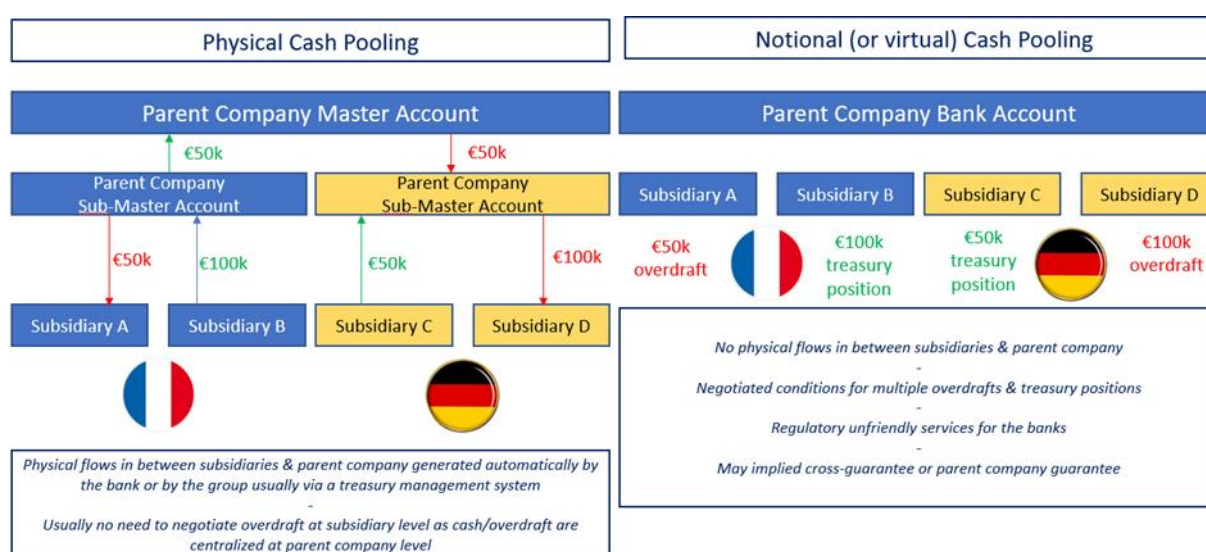 Physical Cash Pooling
Parent Company Master Account
€50k
€50k
Parent Company
Sub-Master Account
Parent Company
Sub-Master Account
€50k
€100k
€50k
€100k
Subsidiary A
Subsidiary B
Subsidiary C
Subsidiary D
Physical flows in between subsidiaries & parent company generated automatically by
the bank or by the group usually via a treasury management system
-
Usually no need to negotiate overdraft at subsidiary level as cash/overdraft are
centralized at parent company level
Notional (or virtual) Cash Pooling
Parent Company Bank Account
Subsidiary A
Subsidiary B
Subsidiary C
Subsidiary D
€50k
overdraft
€100k
treasury
position
€50k
treasury
position
€100k
overdraft
No physical flows in between subsidiaries & parent company
-
Negotiated conditions for multiple overdrafts & treasury positions
-
Regulatory unfriendly services for the banks
-
May implied cross-guarantee or parent company guarantee